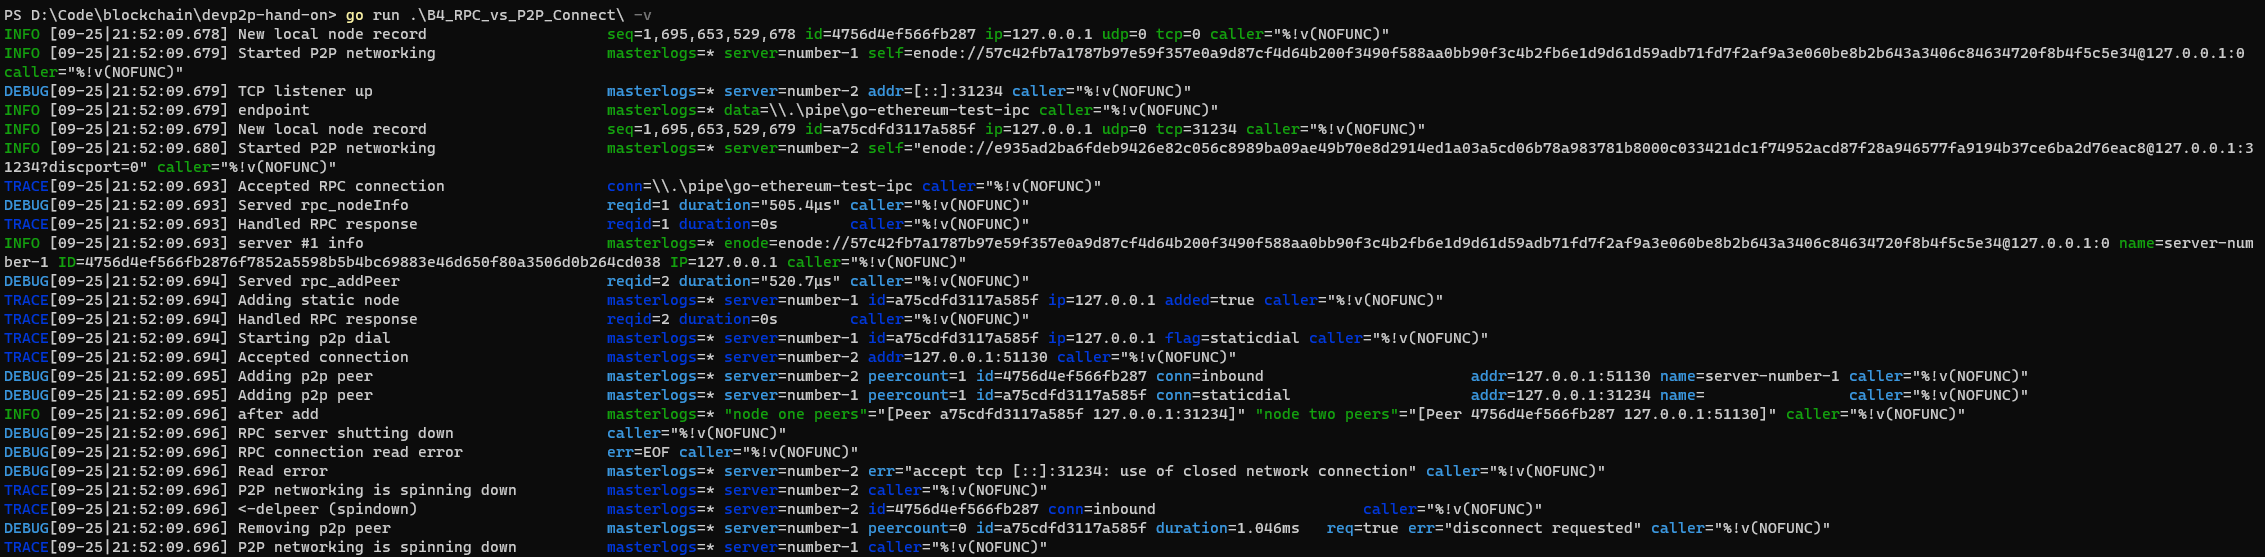 PS D:\Code\blockchain\devp2p-hand-on> go run .\B4_RPC_vs_P2P_Connect\ -v
INFO [09-25|21:52:09.678] New local node record                    seq=1,695,653,529,678 id=4756d4ef566fb287 ip=127.0.0.1 udp=0 tcp=0 caller="%!v(NOFUNC)"
INFO [09-25|21:52:09.679] Started P2P networking                   masterlogs=* server=number-1 self=enode://57c42fb7a1787b97e59f357e0a9d87cf4d64b200f3490f588aa0bb90f3c4b2fb6e1d9d61d59adb71fd7f2af9a3e060be8b2b643a3406c84634720f8b4f5c5e34@127.0.0.1:0
caller="%!v(NOFUNC)"
DEBUG[09-25|21:52:09.679] TCP listener up                          masterlogs=* server=number-2 addr=[::]:31234 caller="%!v(NOFUNC)"
INFO [09-25|21:52:09.679] endpoint                                 masterlogs=* data=\\.\pipe\go-ethereum-test-ipc caller="%!v(NOFUNC)"
INFO [09-25|21:52:09.679] New local node record                    seq=1,695,653,529,679 id=a75cdfd3117a585f ip=127.0.0.1 udp=0 tcp=31234 caller="%!v(NOFUNC)"
INFO [09-25|21:52:09.680] Started P2P networking                   masterlogs=* server=number-2 self="enode://e935ad2ba6fdeb9426e82c056c8989ba09ae49b70e8d2914ed1a03a5cd06b78a983781b8000c033421dc1f74952acd87f28a946577fa9194b37ce6ba2d76eac8@127.0.0.1:3
1234?discport=0" caller="%!v(NOFUNC)"
TRACE[09-25|21:52:09.693] Accepted RPC connection                  conn=\\.\pipe\go-ethereum-test-ipc caller="%!v(NOFUNC)"
DEBUG[09-25|21:52:09.693] Served rpc_nodeInfo                      reqid=1 duration="505.4µs" caller="%!v(NOFUNC)"
TRACE[09-25|21:52:09.693] Handled RPC response                     reqid=1 duration=0s        caller="%!v(NOFUNC)"
INFO [09-25|21:52:09.693] server #1 info                           masterlogs=* enode=enode://57c42fb7a1787b97e59f357e0a9d87cf4d64b200f3490f588aa0bb90f3c4b2fb6e1d9d61d59adb71fd7f2af9a3e060be8b2b643a3406c84634720f8b4f5c5e34@127.0.0.1:0 name=server-num
ber-1 ID=4756d4ef566fb2876f7852a5598b5b4bc69883e46d650f80a3506d0b264cd038 IP=127.0.0.1 caller="%!v(NOFUNC)"
DEBUG[09-25|21:52:09.694] Served rpc_addPeer                       reqid=2 duration="520.7µs" caller="%!v(NOFUNC)"
TRACE[09-25|21:52:09.694] Adding static node                       masterlogs=* server=number-1 id=a75cdfd3117a585f ip=127.0.0.1 added=true caller="%!v(NOFUNC)"
TRACE[09-25|21:52:09.694] Handled RPC response                     reqid=2 duration=0s        caller="%!v(NOFUNC)"
TRACE[09-25|21:52:09.694] Starting p2p dial                        masterlogs=* server=number-1 id=a75cdfd3117a585f ip=127.0.0.1 flag=staticdial caller="%!v(NOFUNC)"
TRACE[09-25|21:52:09.694] Accepted connection                      masterlogs=* server=number-2 addr=127.0.0.1:51130 caller="%!v(NOFUNC)"
DEBUG[09-25|21:52:09.695] Adding p2p peer                          masterlogs=* server=number-2 peercount=1 id=4756d4ef566fb287 conn=inbound                       addr=127.0.0.1:51130 name=server-number-1 caller="%!v(NOFUNC)"
DEBUG[09-25|21:52:09.695] Adding p2p peer                          masterlogs=* server=number-1 peercount=1 id=a75cdfd3117a585f conn=staticdial                    addr=127.0.0.1:31234 name=                caller="%!v(NOFUNC)"
INFO [09-25|21:52:09.696] after add                                masterlogs=* "node one peers"="[Peer a75cdfd3117a585f 127.0.0.1:31234]" "node two peers"="[Peer 4756d4ef566fb287 127.0.0.1:51130]" caller="%!v(NOFUNC)"
DEBUG[09-25|21:52:09.696] RPC server shutting down                 caller="%!v(NOFUNC)"
DEBUG[09-25|21:52:09.696] RPC connection read error                err=EOF caller="%!v(NOFUNC)"
DEBUG[09-25|21:52:09.696] Read error                               masterlogs=* server=number-2 err="accept tcp [::]:31234: use of closed network connection" caller="%!v(NOFUNC)"
TRACE[09-25|21:52:09.696] P2P networking is spinning down          masterlogs=* server=number-2 caller="%!v(NOFUNC)"
TRACE[09-25|21:52:09.696] <-delpeer (spindown)                     masterlogs=* server=number-2 id=4756d4ef566fb287 conn=inbound                       caller="%!v(NOFUNC)"
DEBUG[09-25|21:52:09.696] Removing p2p peer                        masterlogs=* server=number-1 peercount=0 id=a75cdfd3117a585f duration=1.046ms   req=true err="disconnect requested" caller="%!v(NOFUNC)"
TRACE[09-25|21:52:09.696] P2P networking is spinning down          masterlogs=* server=number-1 caller="%!v(NOFUNC)"